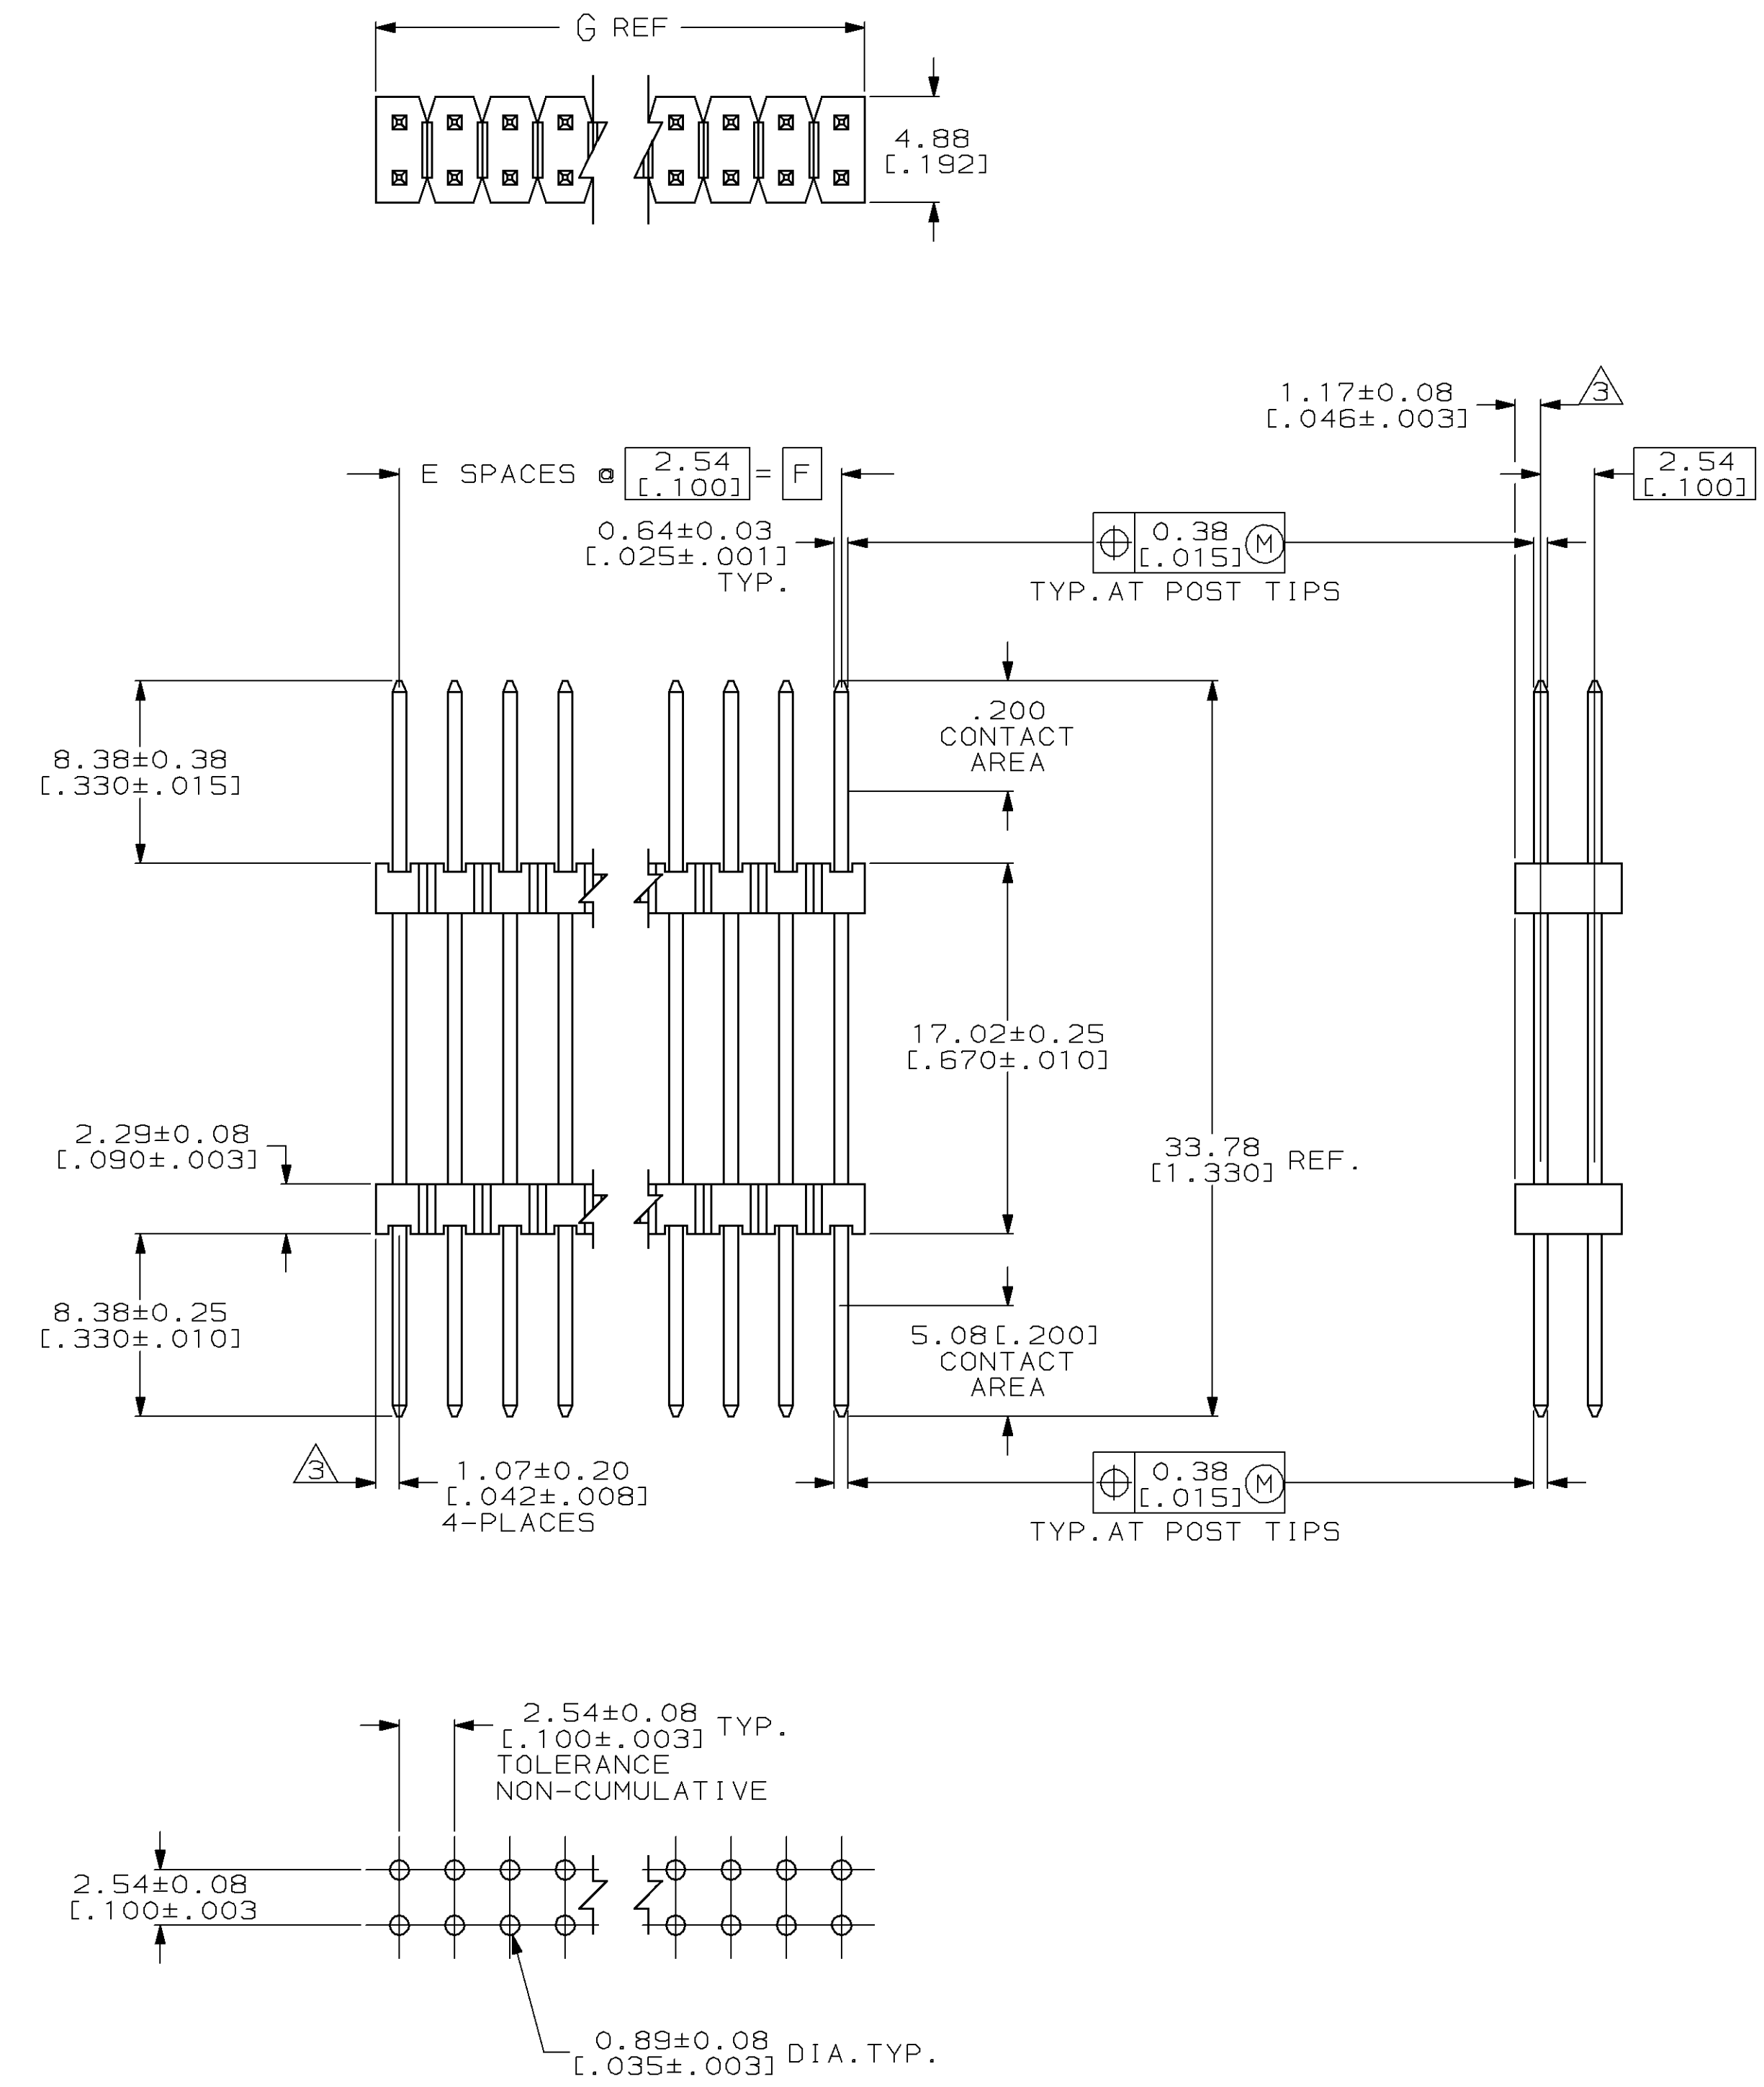 G REF
4.88
[.192]
1.17±0.08
[.046±.003]
3
E SPACES @ 2.54 = F
[.100]
2.54
[.100]
0.64±0.03
[.025±.001]
TYP.
0.38
[.015] M
TYP.AT POST TIPS
.200
CONTACT
AREA
8.38±0.38
[.330±.015]
17.02±0.25
[.670±.010]
2.29±0.08
[.090±.003]
33.78
[1.330] REF.
8.38±0.25
[.330±.010]
5.08[.200]
CONTACT
AREA
3
1.07±0.20
[.042±.008]
4-PLACES
0.38
[.015] M
TYP.AT POST TIPS
2.54±0.08
[.100±.003] TYP.
TOLERANCE
NON-CUMULATIVE
2.54±0.08
[.100±.003
0.89±0.08
[.035±.003] DIA.TYP.